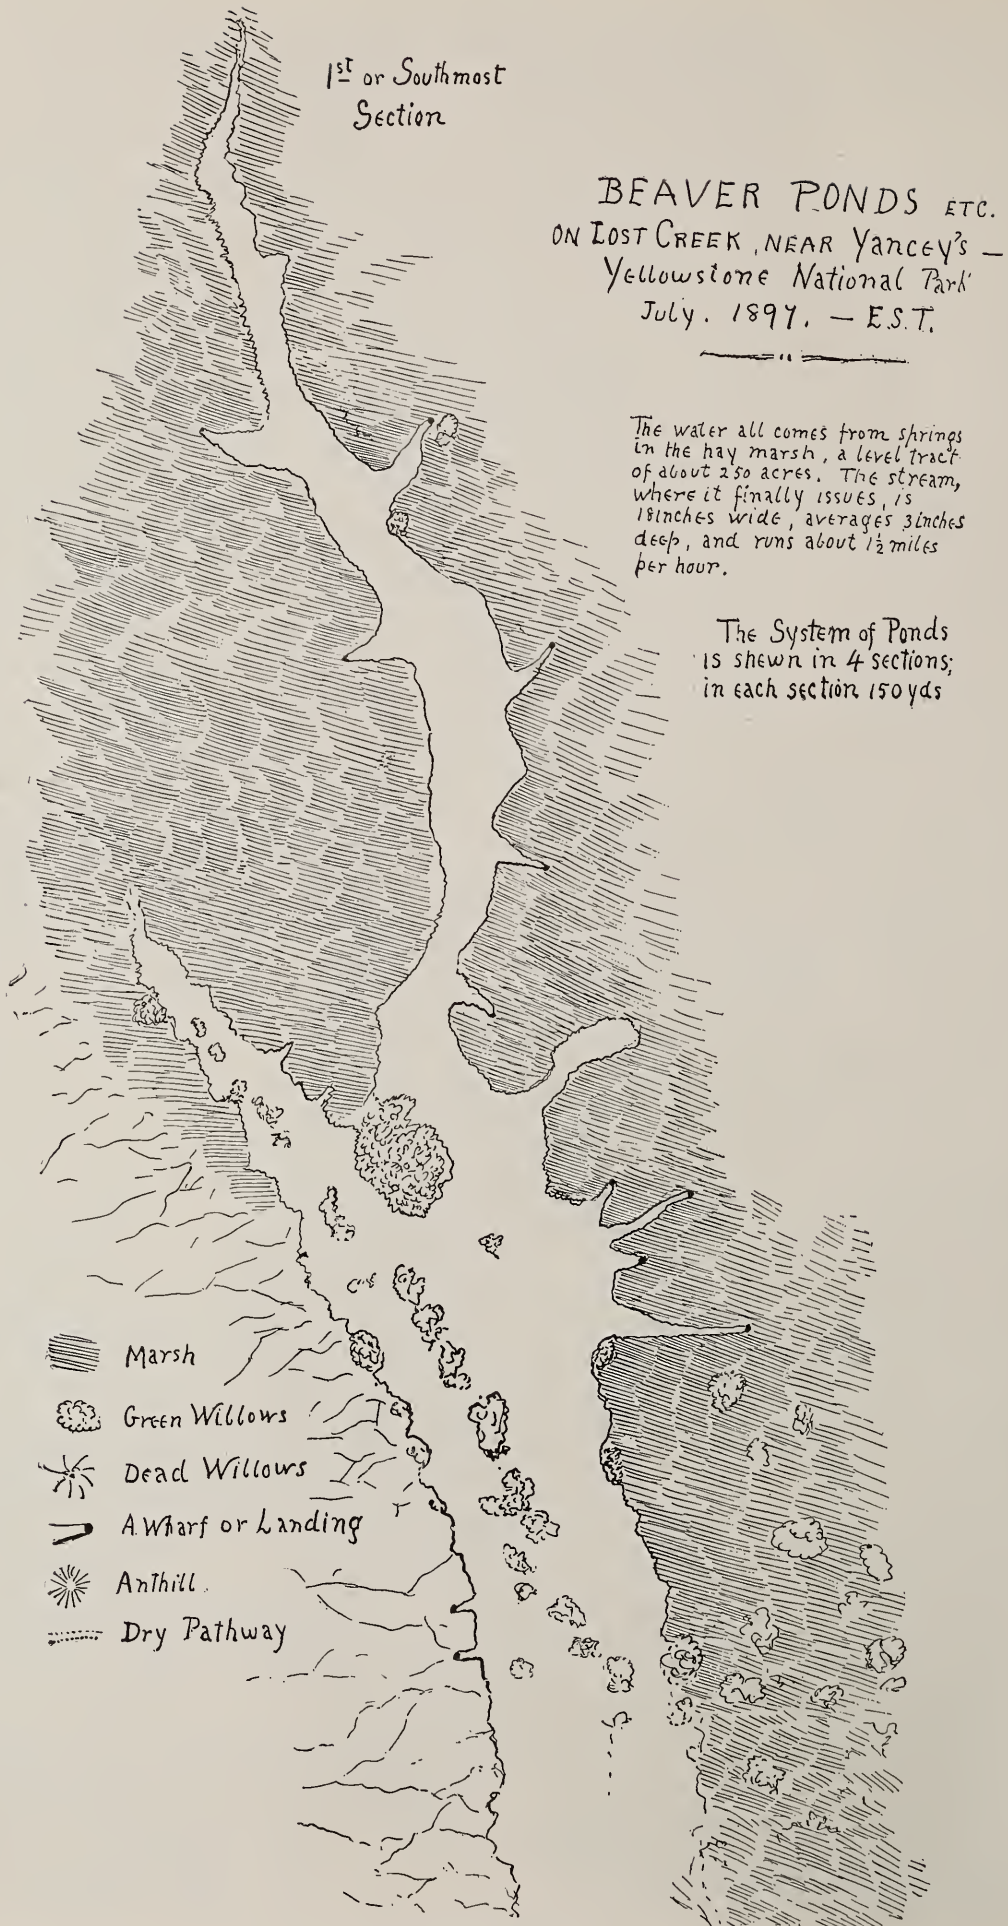 1st or Southmost
Section
BEAVER PONDS ETC.
ON LOST CREEK, NEAR Yancey's —
Yellowstone National Park
July. 1897. — E.S.T.
The water all comes from springs
in the hay marsh, a level tract
of about 250 acres. The stream,
where it finally issues, is
18inches wide, averages 3inches
deep, and runs about 1½ miles
per hour.
The System of Ponds
is shewn in 4 sections;
in each section 150 yds
Marsh
Green Willows
Dead Willows
A Wharf or Landing
Anthill
Dry Pathway